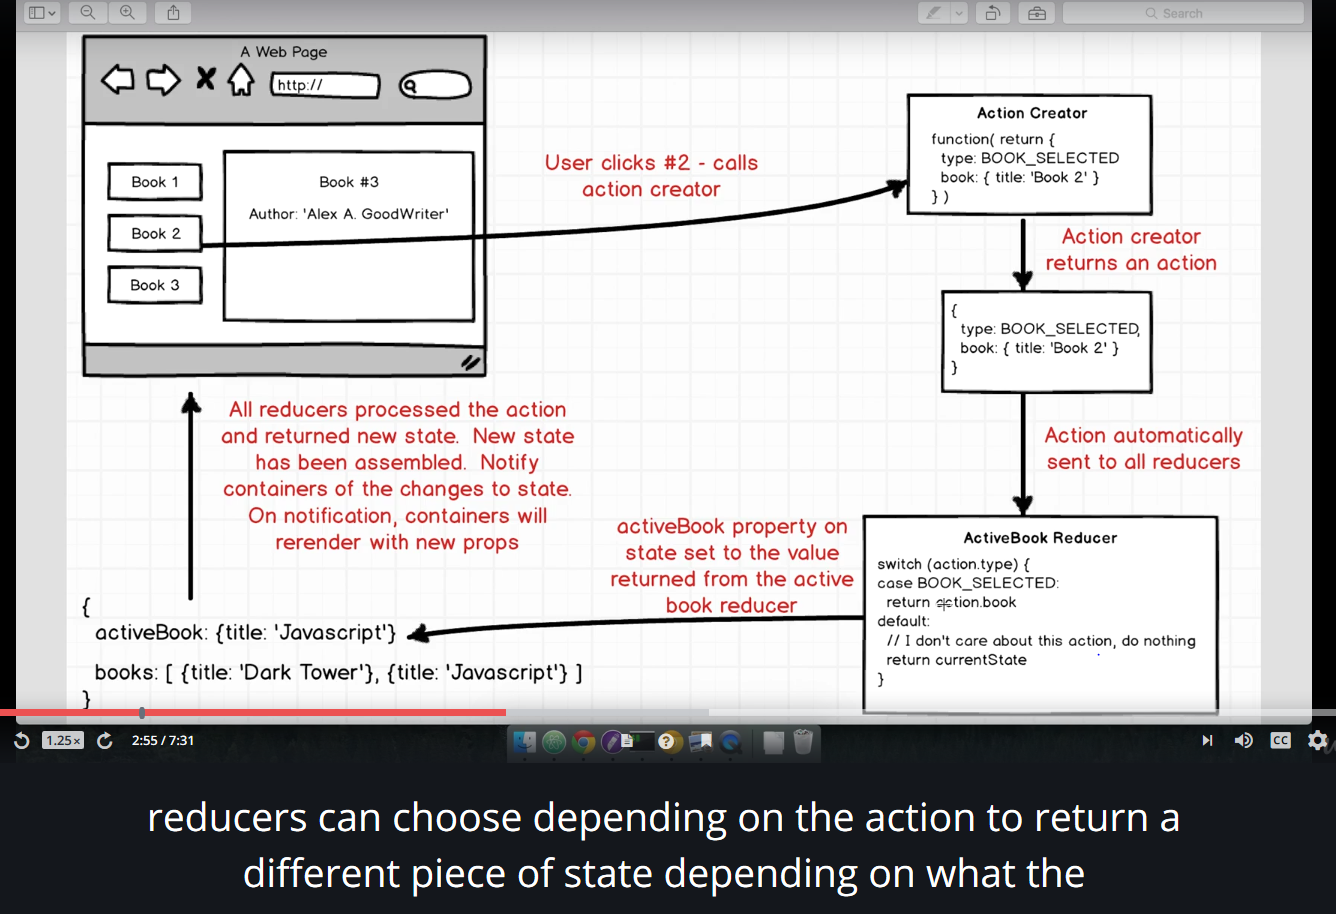 Search
A Web Page
http://
Book 1
Book 2
Book 3
Book #3
Author: 'Alex A. GoodWriter'
User clicks #2 - calls
action creator
Action Creator
function( return {
type: BOOK_SELECTED
book: { title: 'Book 2' }
} )
Action creator
returns an action
{
type: BOOK_SELECTED,
book: { title: 'Book 2' }
}
Action automatically
sent to all reducers
ActiveBook Reducer
switch (action.type) {
case BOOK_SELECTED:
return action.book
default:
// I don't care about this action, do nothing
return currentState
}
activeBook property on
state set to the value
returned from the active
book reducer
All reducers processed the action
and returned new state. New state
has been assembled. Notify
containers of the changes to state.
On notification, containers will
rerender with new props
{
activeBook: {title: 'Javascript'}
books: [ {title: 'Dark Tower'}, {title: 'Javascript'} ]
}
1.25x
2:55 / 7:31
CC
reducers can choose depending on the action to return a
different piece of state depending on what the